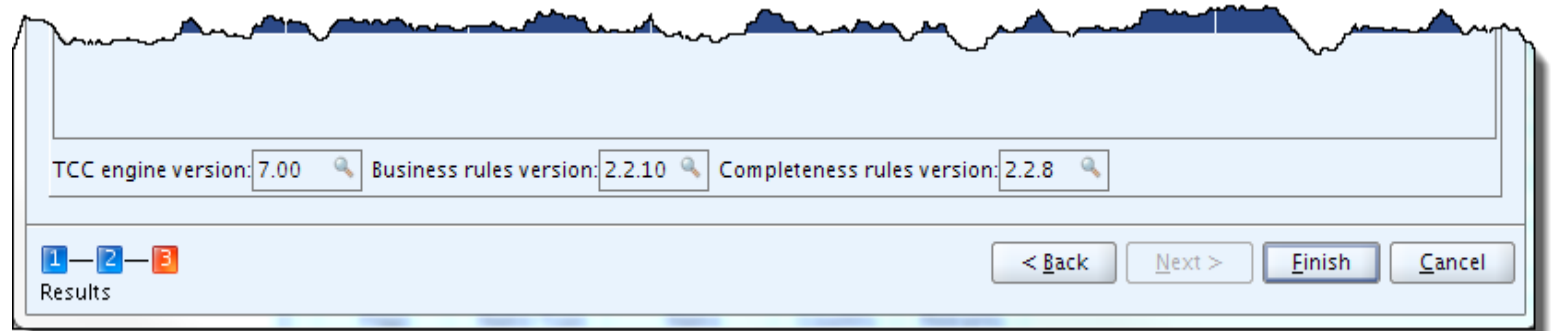 TCC engine version: 7.00 Business rules version: 2.2.10 Completeness rules version: 2.2.8
1 2 3
Results
< Back Next > Finish Cancel